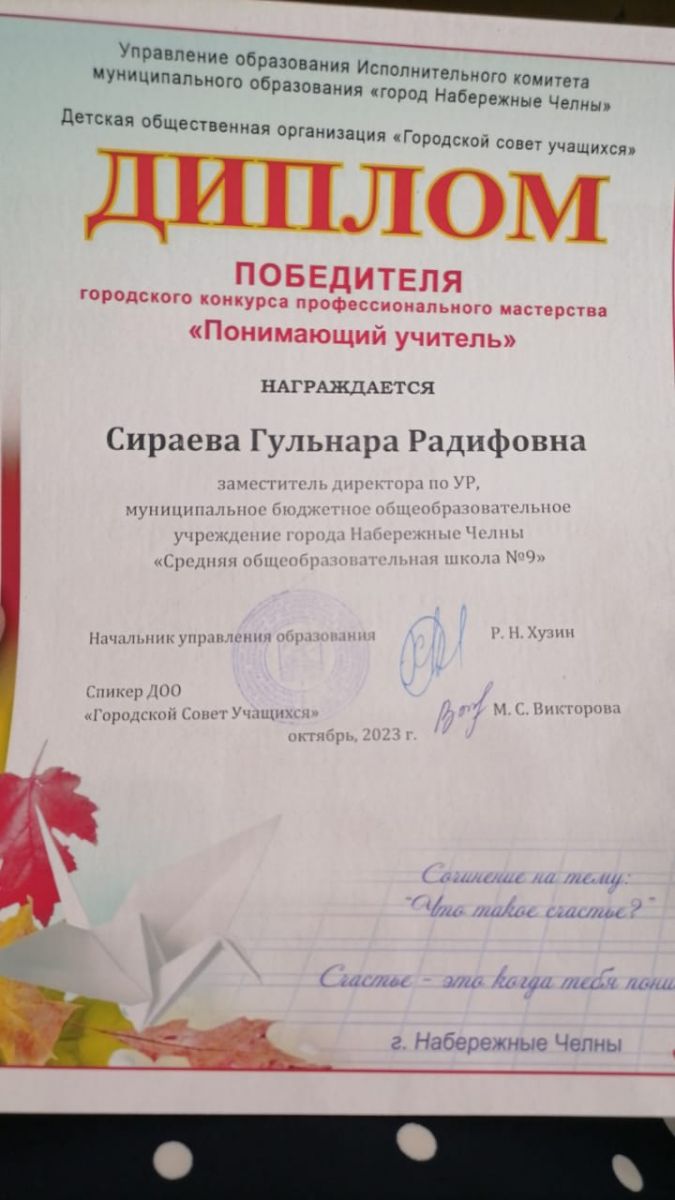 Управление образования Исполнительного комитета
муниципального образования «город Набережные Челны»
Детская общественная организация «Городской совет учащихся»
ДИПЛОМ
ПОБЕДИТЕЛЯ
городского конкурса профессионального мастерства
«Понимающий учитель»
НАГРАЖДАЕТСЯ
Сираева Гульнара Радифовна
заместитель директора по УР,
муниципальное бюджетное общеобразовательное
учреждение города Набережные Челны
«Средняя общеобразовательная школа №9»
Начальник управления образования Р. Н. Хузин
Спикер ДОО
«Городской Совет Учащихся» М. С. Викторова
октябрь, 2023 г.
Сочинение на тему:
"Что такое счастье?"
Счастье - это когда тебя пони
г. Набережные Челны